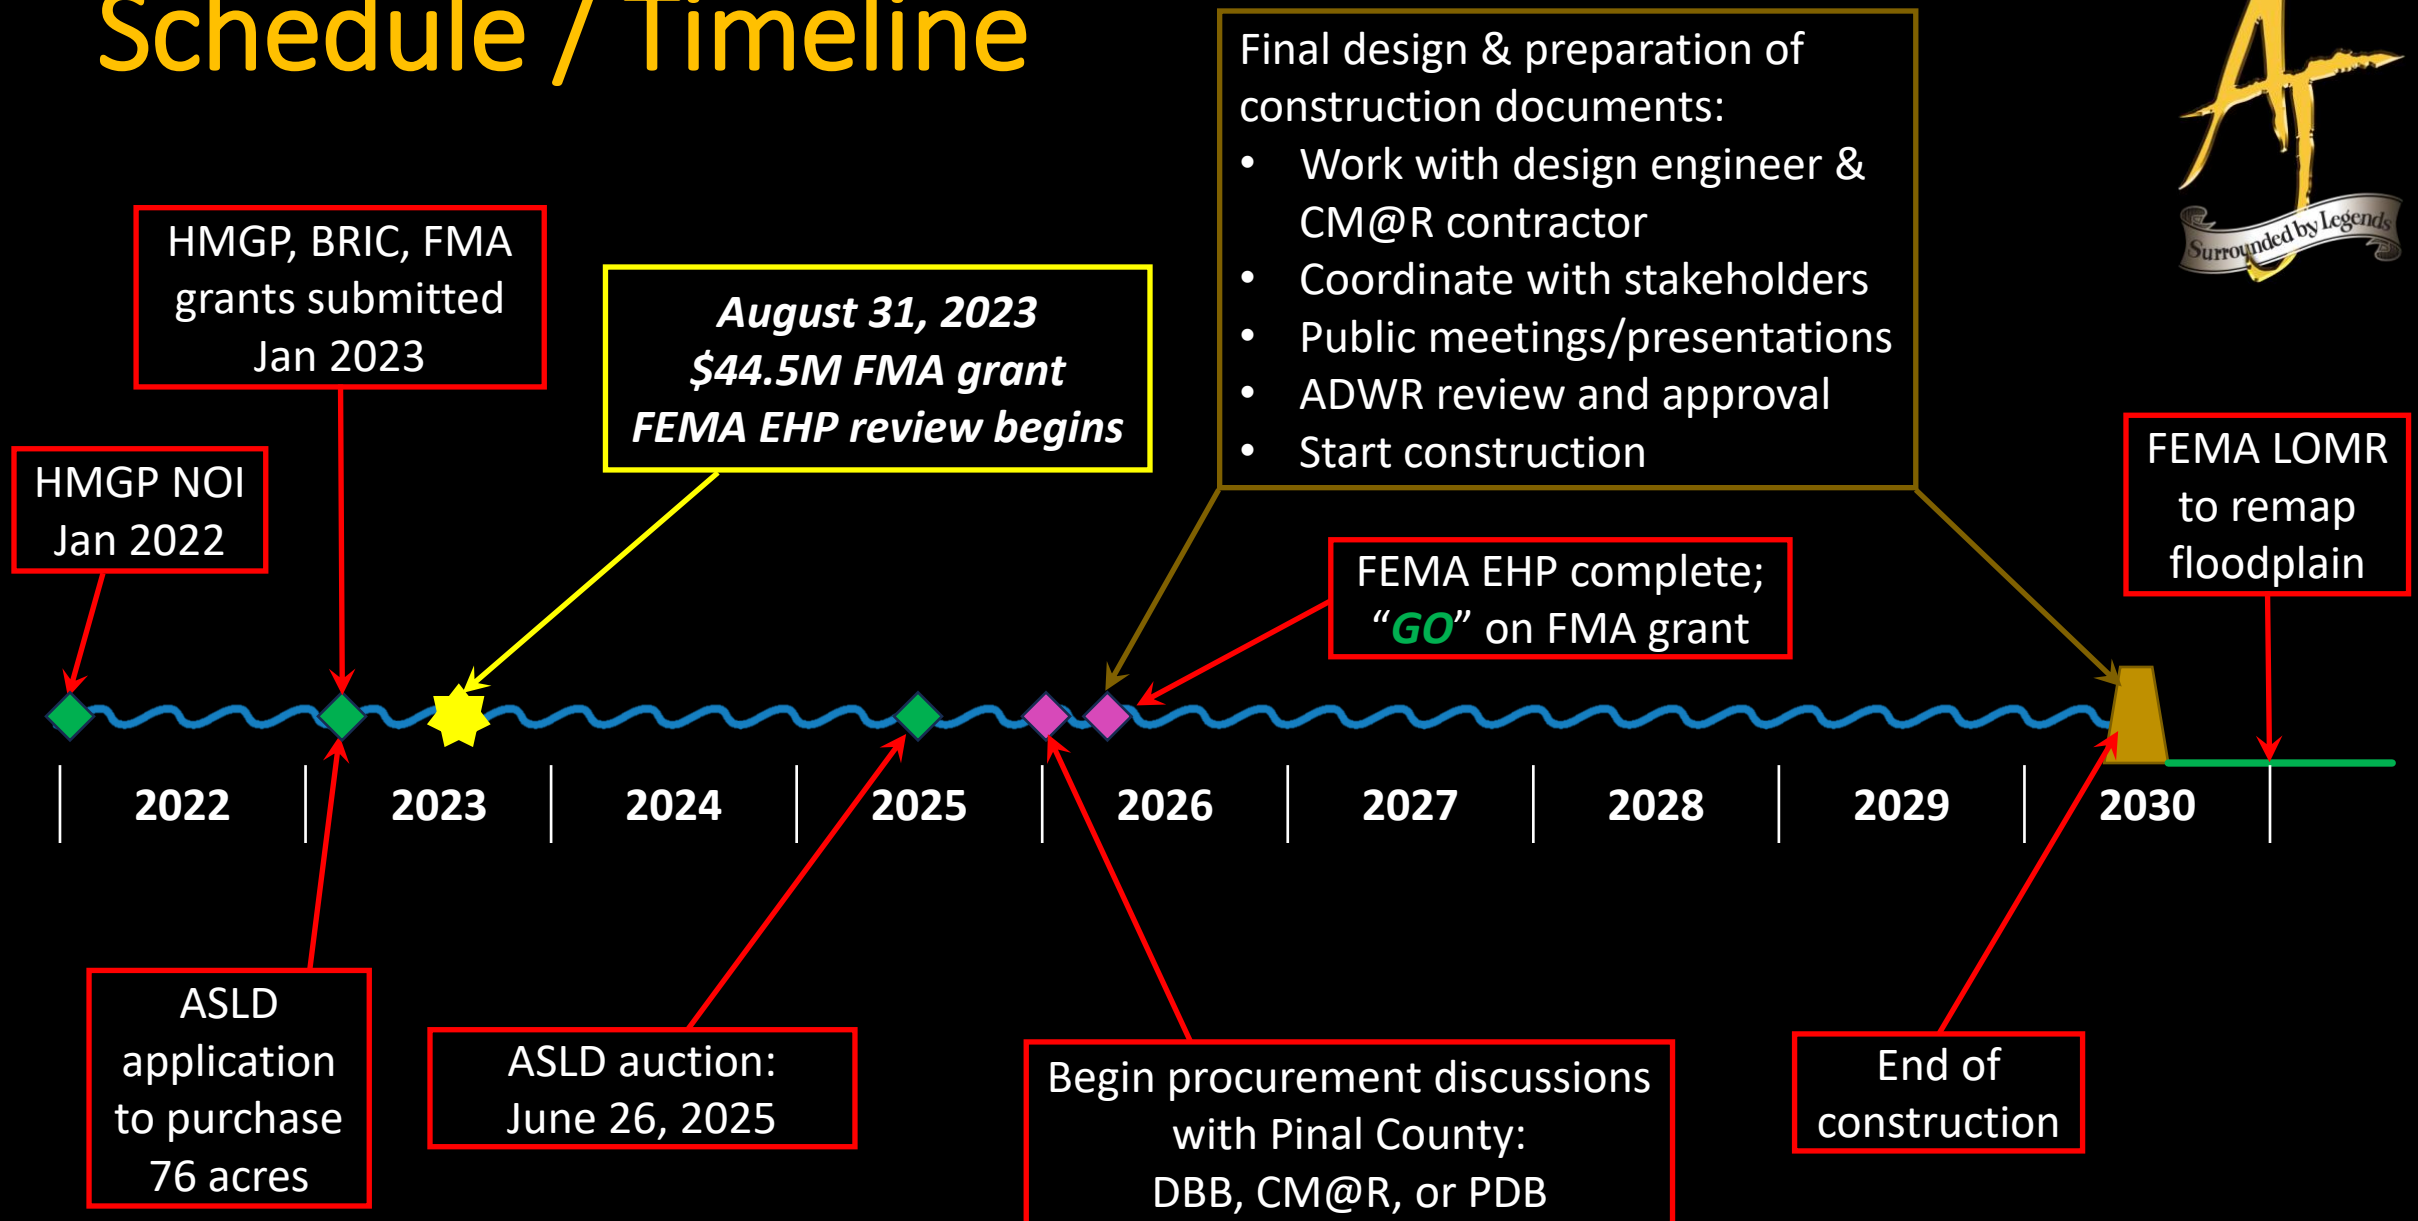 Schedule / Timeline
Final design & preparation of
construction documents:
• Work with design engineer &
CM@R contractor
• Coordinate with stakeholders
• Public meetings/presentations
• ADWR review and approval
• Start construction
AJ
Surrounded by Legends
HMGP, BRIC, FMA
grants submitted
Jan 2023
August 31, 2023
$44.5M FMA grant
FEMA EHP review begins
HMGP NOI
Jan 2022
FEMA EHP complete;
“GO” on FMA grant
FEMA LOMR
to remap
floodplain
2022
2023
2024
2025
2026
2027
2028
2029
2030
ASLD
application
to purchase
76 acres
ASLD auction:
June 26, 2025
Begin procurement discussions
with Pinal County:
DBB, CM@R, or PDB
End of
construction